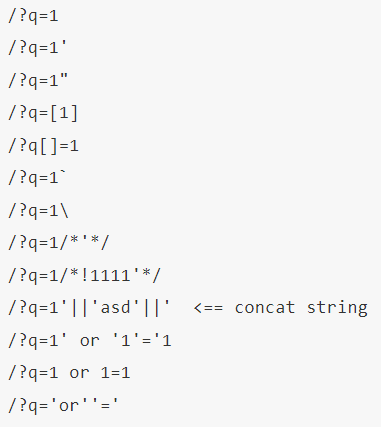 /?q=1
/?q=1'
/?q=1"
/?q=[1]
/?q[]=1
/?q=1`
/?q=1\
/?q=1/*'*/
/?q=1/*!1111'*/
/?q=1'||'asd'||'  <== concat string
/?q=1' or '1'='1
/?q=1 or 1=1
/?q='or''='